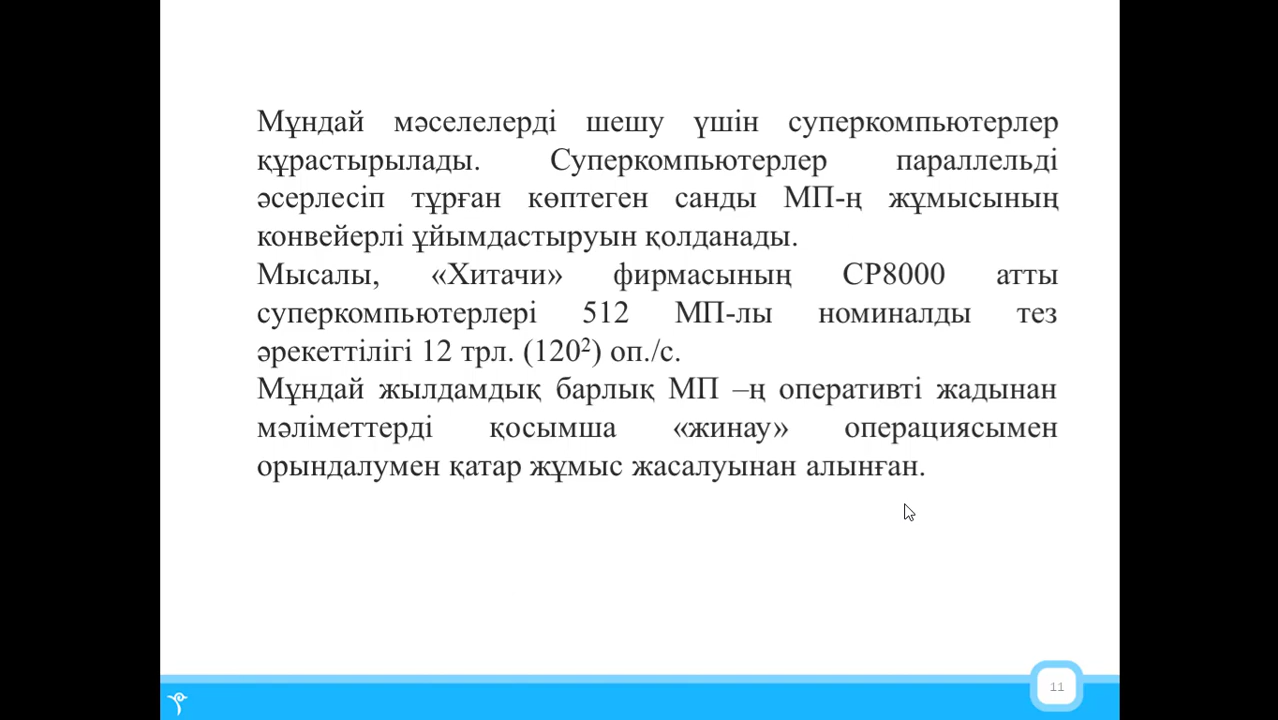 Мұндай мәселелерді шешу үшін суперкомпьютерлер
құрастырылады. Суперкомпьютерлер параллельді
әсерлесіп тұрған көптеген санды МП-ң жұмысының
конвейерлі ұйымдастыруын қолданады.
Мысалы, «Хитачи» фирмасының СР8000 атты
суперкомпьютерлері 512 МП-лы номиналды тез
әрекеттілігі 12 трл. (120²) оп./с.
Мұндай жылдамдық барлық МП –ң оперативті жадынан
мәліметтерді қосымша «жинау» операциясымен
орындалумен қатар жұмыс жасалуынан алынған.
11